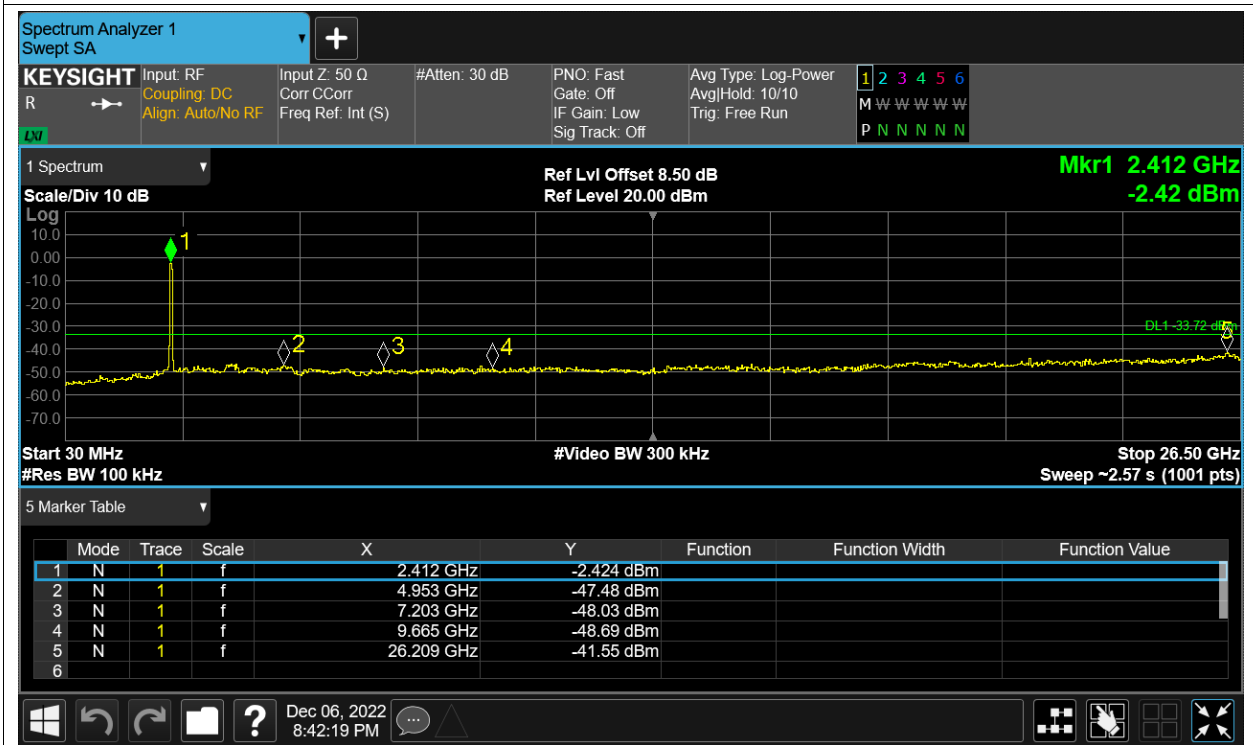 Spectrum Analyzer 1
Swept SA
KEYSIGHT Input: RF Input Z: 50 Ω #Atten: 30 dB PNO: Fast Avg Type: Log-Power 1 2 3 4 5 6
R Coupling: DC Corr CCorr Gate: Off Avg|Hold: 10/10 M W W W W W W
Align: Auto/No RF Freq Ref: Int (S) IF Gain: Low Trig: Free Run
LXI Sig Track: Off P N N N N N N
1 Spectrum Ref Lvl Offset 8.50 dB Mkr1 2.412 GHz
Scale/Div 10 dB Ref Level 20.00 dBm -2.42 dBm
Log
10.0
0.00
-10.0
-20.0
-30.0
-40.0
-50.0
-60.0
-70.0
1
DL1 -33.72 dBm
2 3 4 5
Start 30 MHz #Video BW 300 kHz Stop 26.50 GHz
#Res BW 100 kHz Sweep ~2.57 s (1001 pts)
5 Marker Table
Mode Trace Scale X Y Function Function Width Function Value
1 N 1 f 2.412 GHz -2.424 dBm
2 N 1 f 4.953 GHz -47.48 dBm
3 N 1 f 7.203 GHz -48.03 dBm
4 N 1 f 9.665 GHz -48.69 dBm
5 N 1 f 26.209 GHz -41.55 dBm
6
? Dec 06, 2022
8:42:19 PM